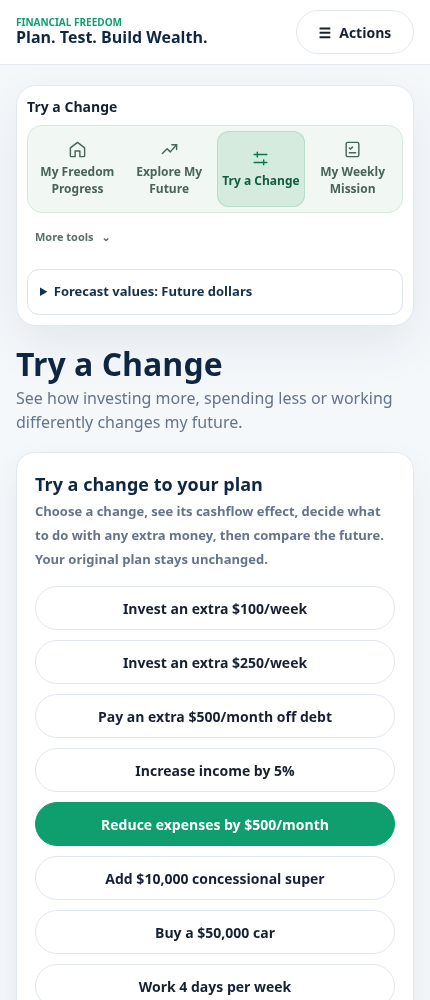 FINANCIAL FREEDOM
Plan. Test. Build Wealth.
☰ Actions
Try a Change
My Freedom
Progress
Explore My
Future
Try a Change
My Weekly
Mission
More tools ⌄
▶ Forecast values: Future dollars
Try a Change
See how investing more, spending less or working
differently changes my future.
Try a change to your plan
Choose a change, see its cashflow effect, decide what
to do with any extra money, then compare the future.
Your original plan stays unchanged.
Invest an extra $100/week
Invest an extra $250/week
Pay an extra $500/month off debt
Increase income by 5%
Reduce expenses by $500/month
Add $10,000 concessional super
Buy a $50,000 car
Work 4 days per week